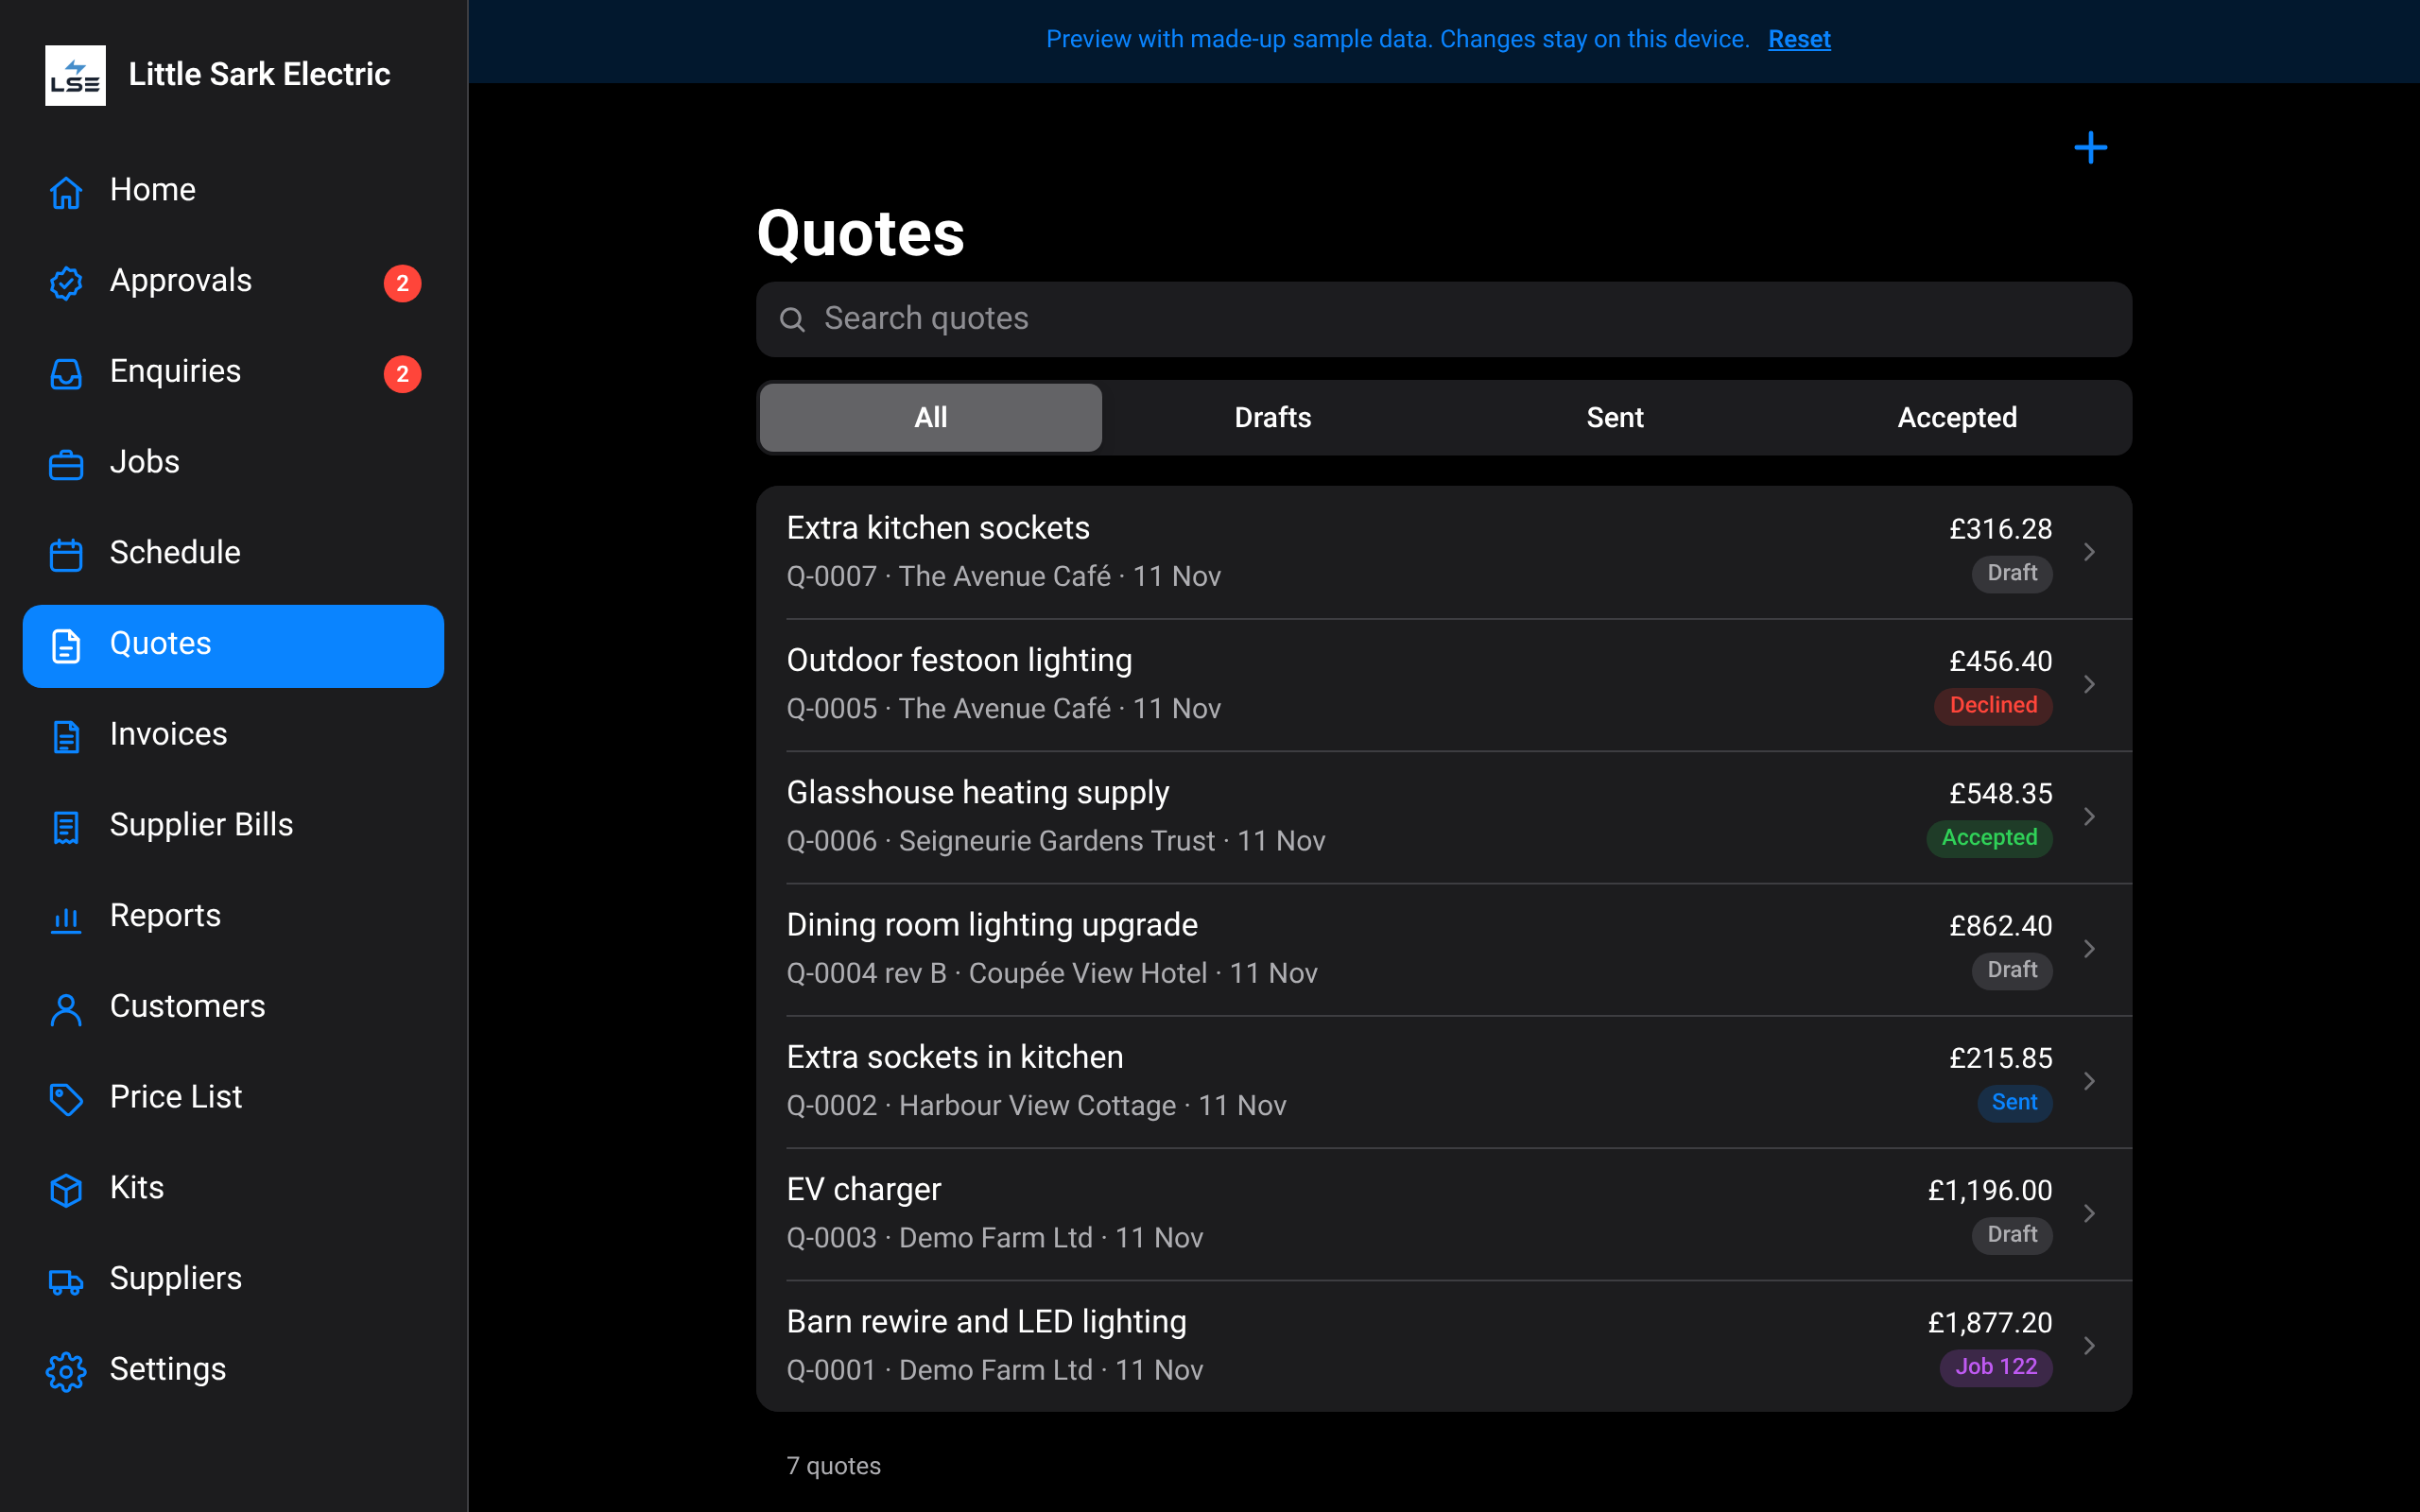 LSE
Little Sark Electric
Home
Approvals 2
Enquiries 2
Jobs
Schedule
Quotes
Invoices
Supplier Bills
Reports
Customers
Price List
Kits
Suppliers
Settings
Preview with made-up sample data. Changes stay on this device. Reset
Quotes
Search quotes
All Drafts Sent Accepted
Extra kitchen sockets £316.28
Q-0007 · The Avenue Café · 11 Nov Draft
Outdoor festoon lighting £456.40
Q-0005 · The Avenue Café · 11 Nov Declined
Glasshouse heating supply £548.35
Q-0006 · Seigneurie Gardens Trust · 11 Nov Accepted
Dining room lighting upgrade £862.40
Q-0004 rev B · Coupée View Hotel · 11 Nov Draft
Extra sockets in kitchen £215.85
Q-0002 · Harbour View Cottage · 11 Nov Sent
EV charger £1,196.00
Q-0003 · Demo Farm Ltd · 11 Nov Draft
Barn rewire and LED lighting £1,877.20
Q-0001 · Demo Farm Ltd · 11 Nov Job 122
7 quotes